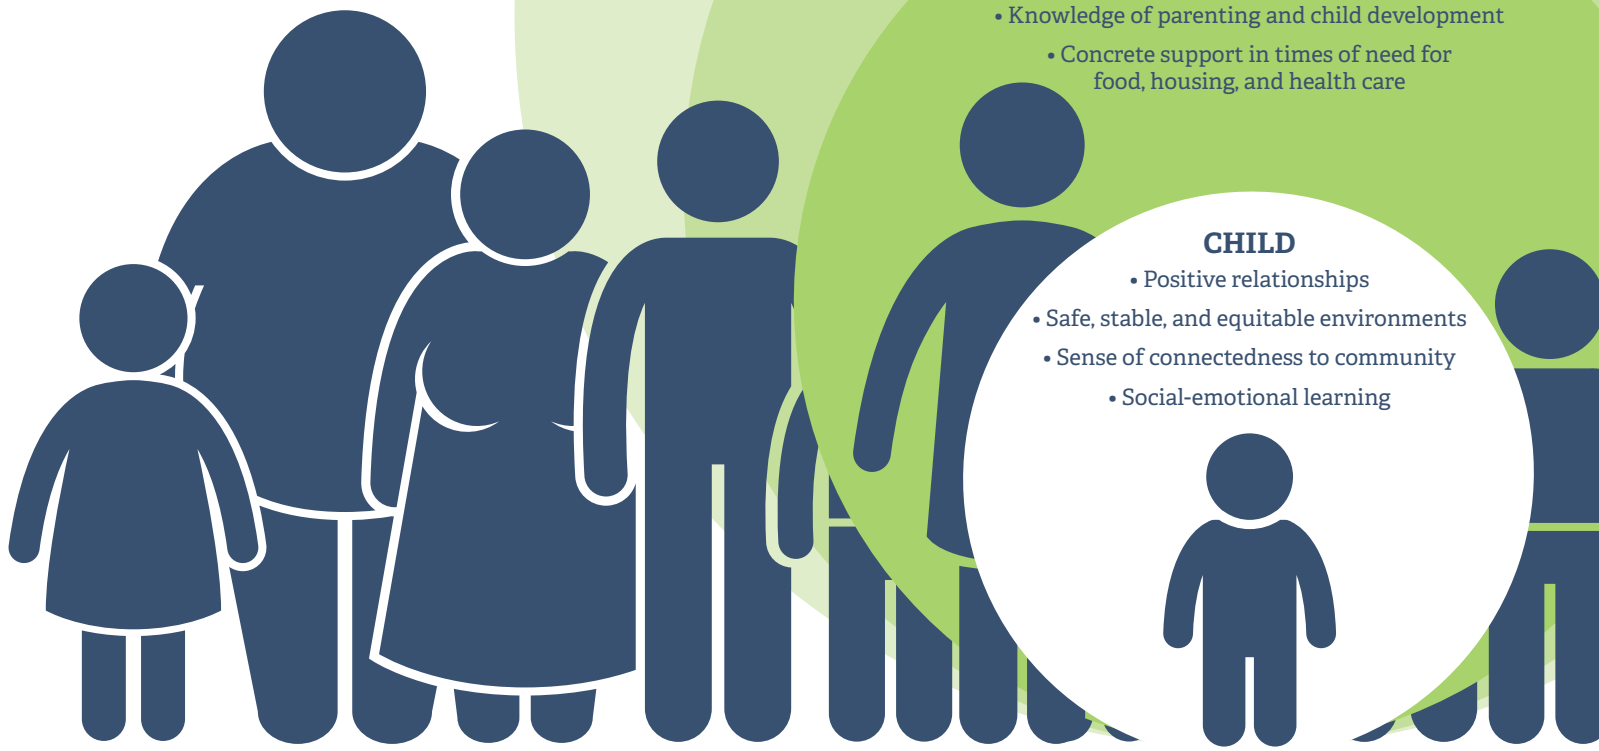 • Knowledge of parenting and child development
• Concrete support in times of need for
food, housing, and health care
CHILD
• Positive relationships
• Safe, stable, and equitable environments
• Sense of connectedness to community
• Social-emotional learning